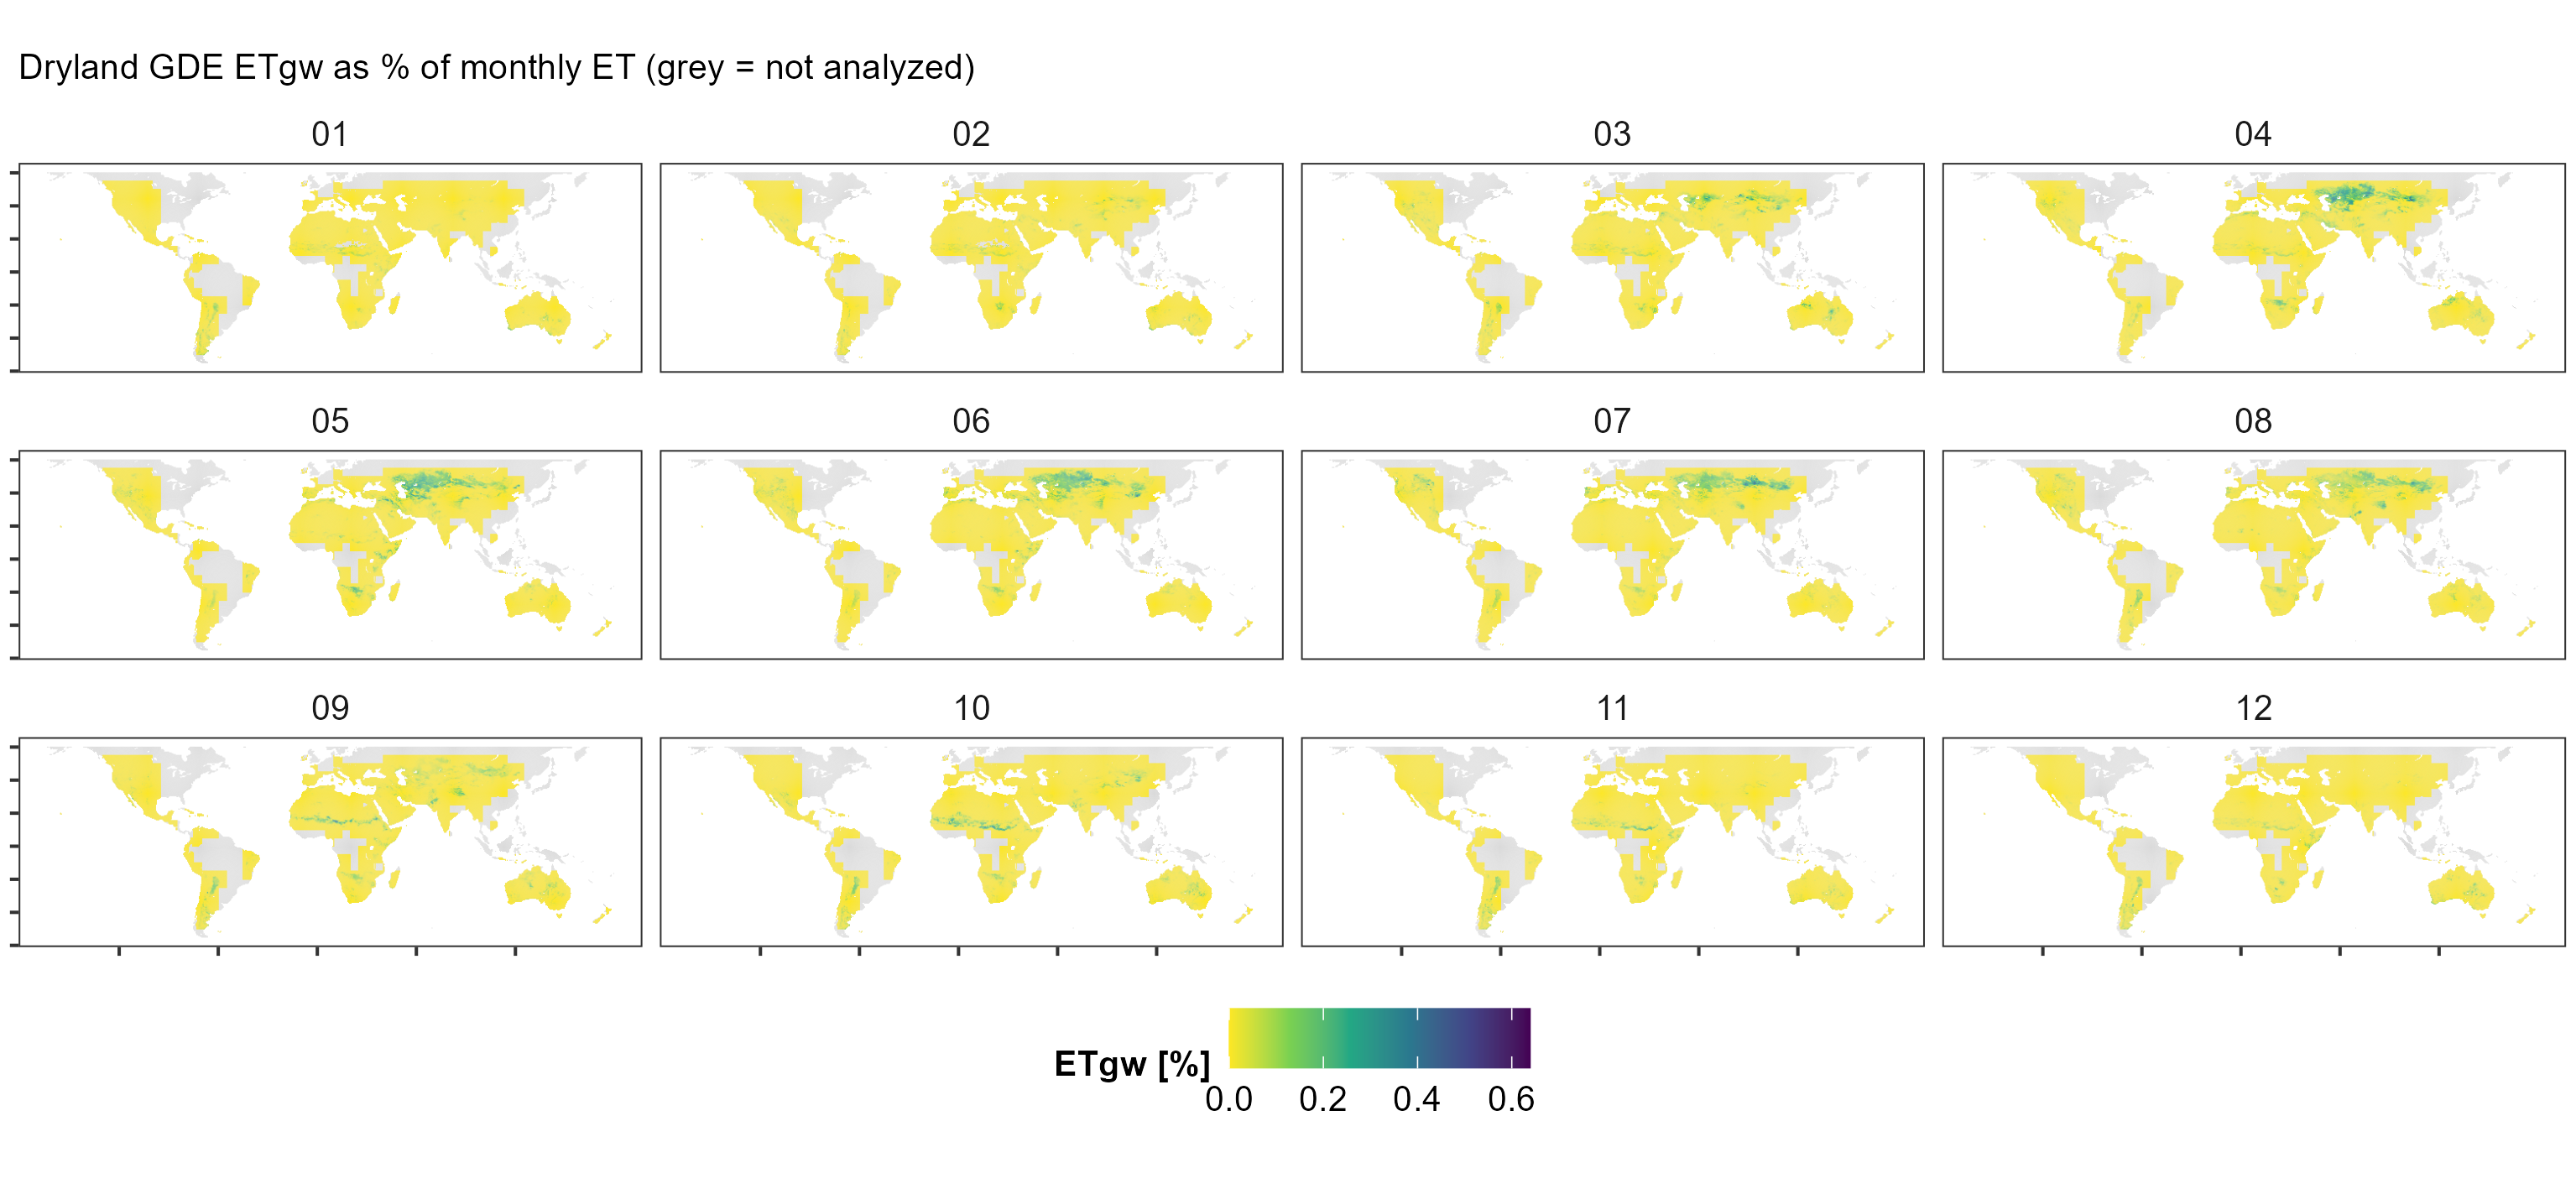 Dryland GDE ETgw as % of monthly ET (grey = not analyzed)
01 02 03 04
05 06 07 08
09 10 11 12
ETgw [%]
0.0 0.2 0.4 0.6